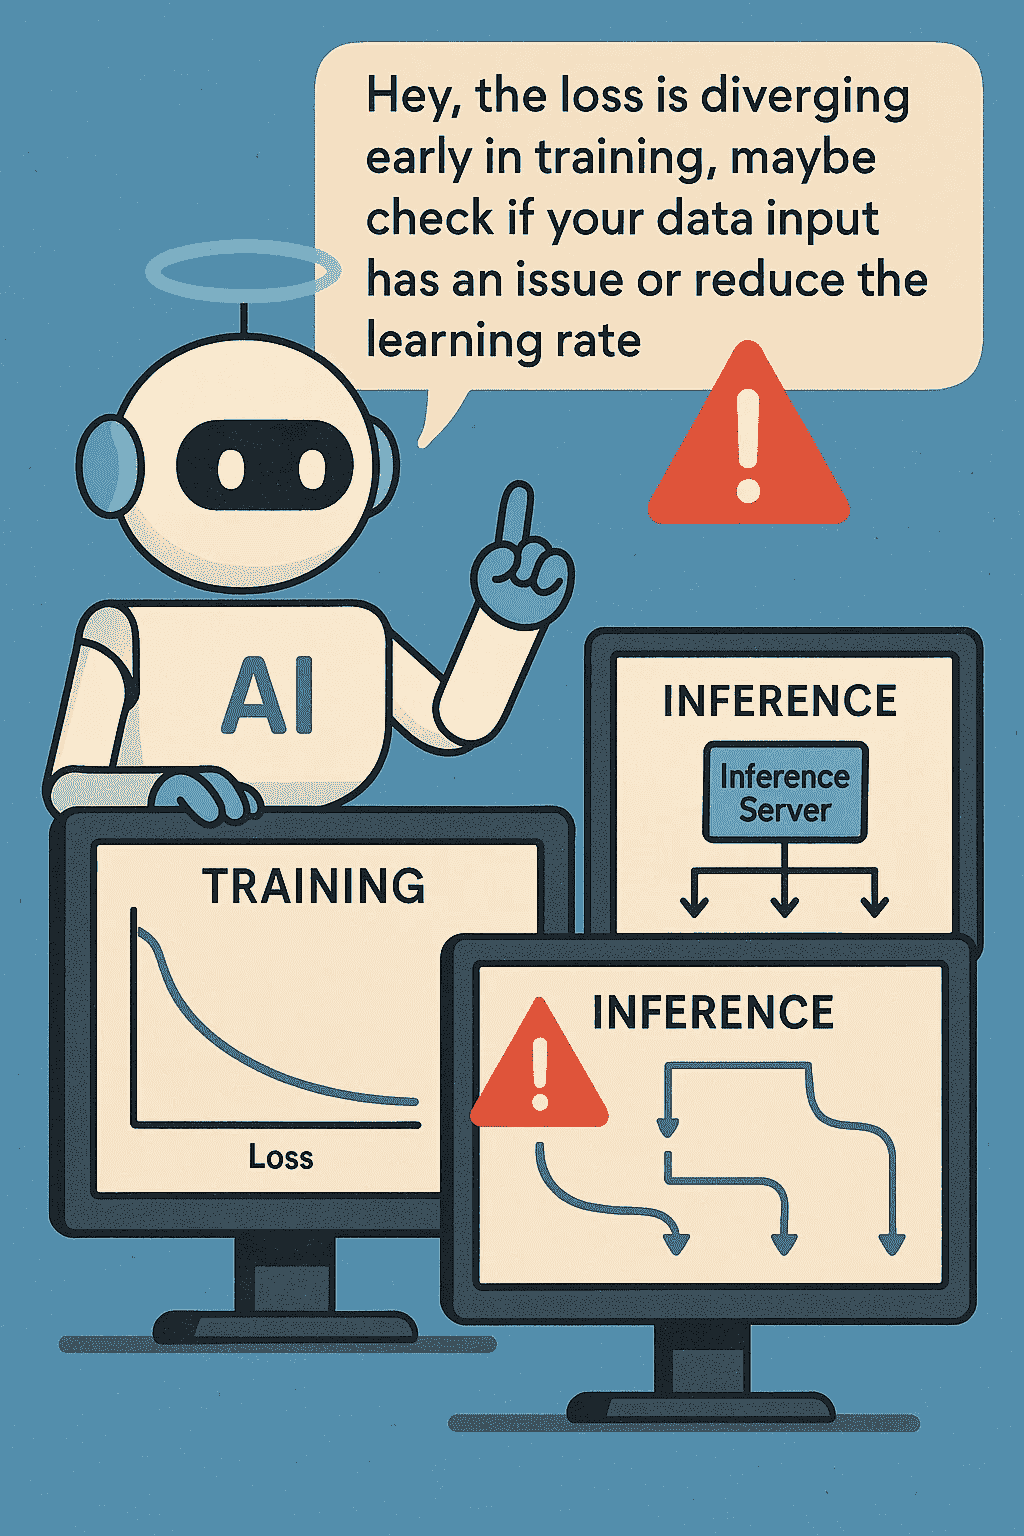 Hey, the loss is diverging
early in training, maybe
check if your data input
has an issue or reduce the
learning rate
AI
INFERENCE
Inference
Server
TRAINING
Loss
INFERENCE